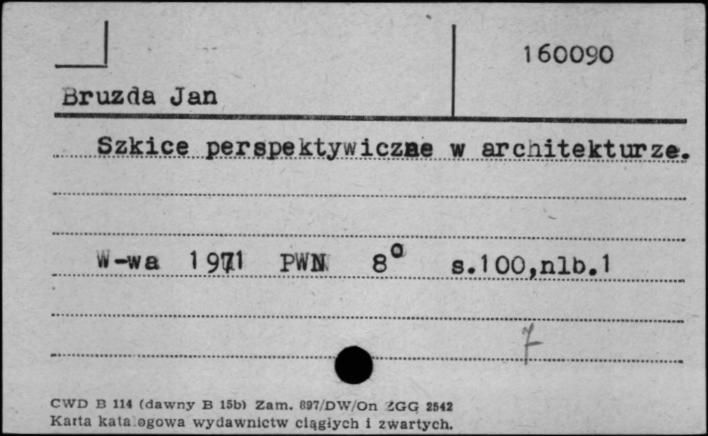 160090
Bruzda Jan
Szkice perspektywiczne w architekturze.
W-wa 1971 PWN 8° s.100,nlb.1
7
CWD B 114 (dawny B 15b) Zam. 897/DW/On ZGG 2542
Karta katalogowa wydawnictw ciągłych i zwartych.